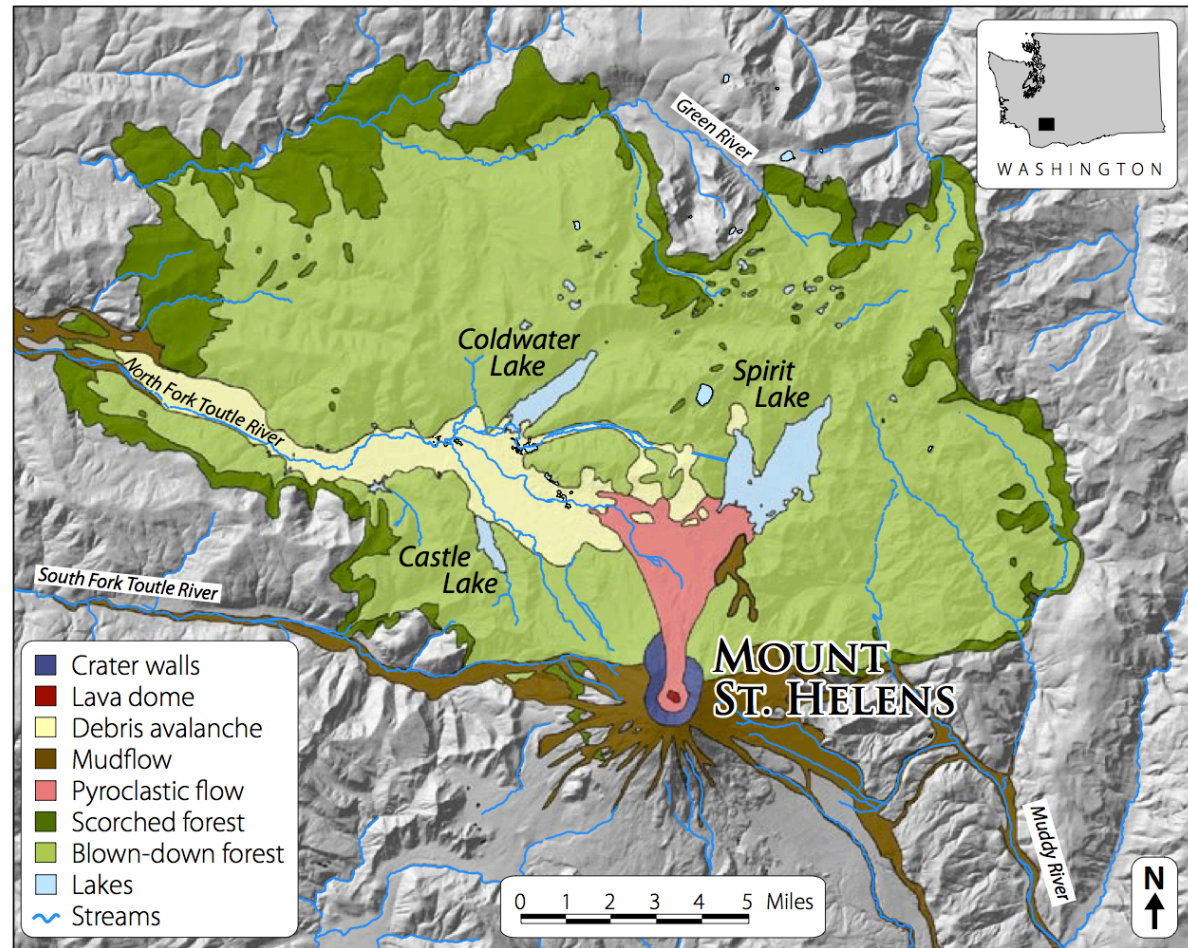 WASHINGTON
Green River
Coldwater
Lake
Spirit
Lake
North Fork Toutle River
Castle
Lake
South Fork Toutle River
MOUNT
ST. HELENS
Crater walls
Lava dome
Debris avalanche
Mudflow
Pyroclastic flow
Scorched forest
Blown-down forest
Lakes
Streams
0 1 2 3 4 5 Miles
Muddy River
N